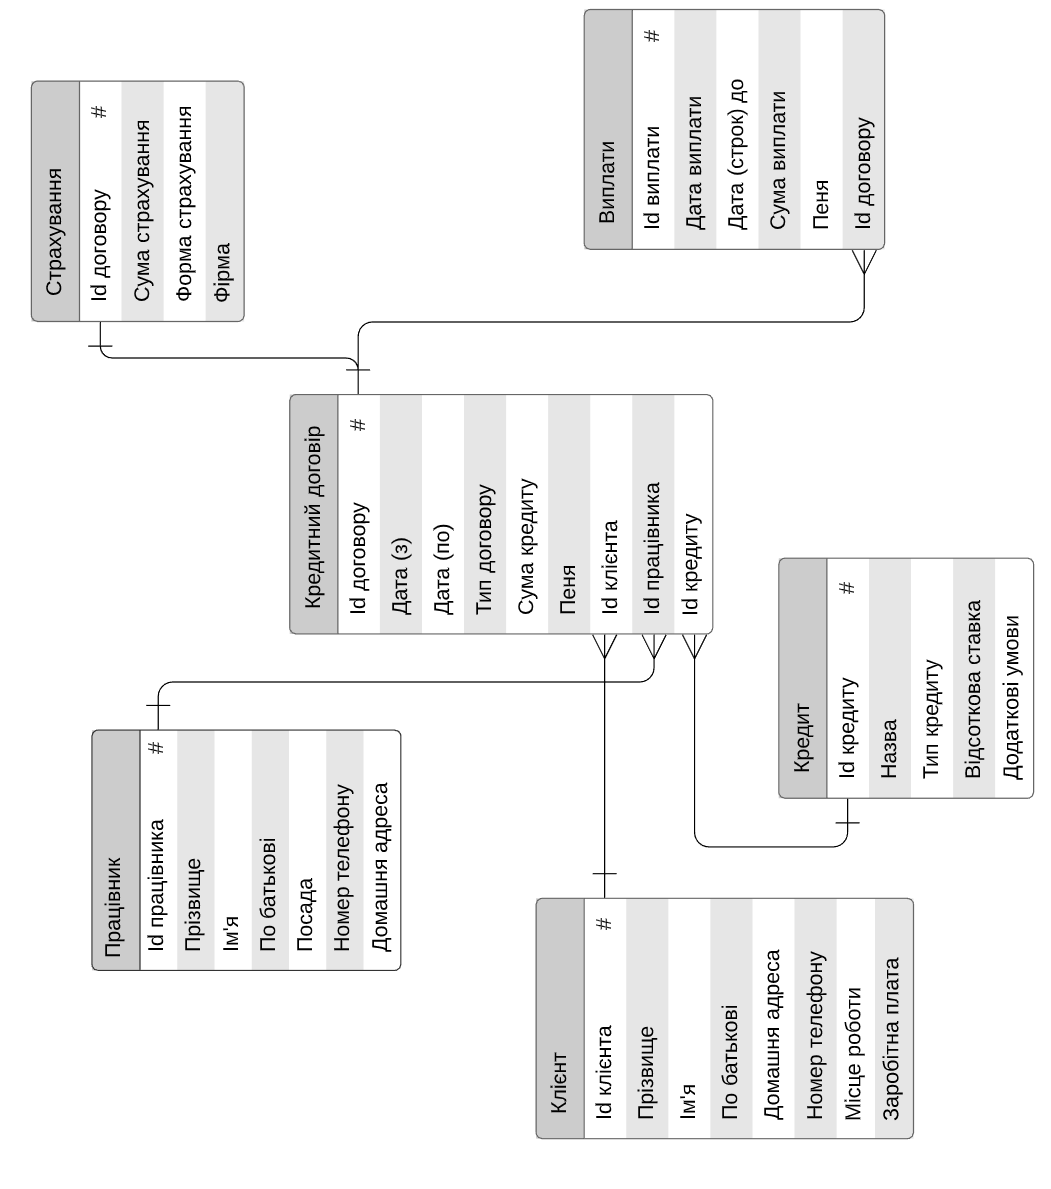 Працівник
Id працівника #
Прізвище
Ім'я
По батькові
Посада
Номер телефону
Домашня адреса
Страхування
Id договору #
Сума страхування
Форма страхування
Фірма
Кредитний договір
Id договору #
Дата (з)
Дата (по)
Тип договору
Сума кредиту
Пеня
Id клієнта
Id працівника
Id кредиту
Клієнт
Id клієнта #
Прізвище
Ім'я
По батькові
Домашня адреса
Номер телефону
Місце роботи
Заробітна плата
Виплати
Id виплати #
Дата виплати
Дата (строк) до
Сума виплати
Пеня
Id договору
Кредит
Id кредиту #
Назва
Тип кредиту
Відсоткова ставка
Додаткові умови